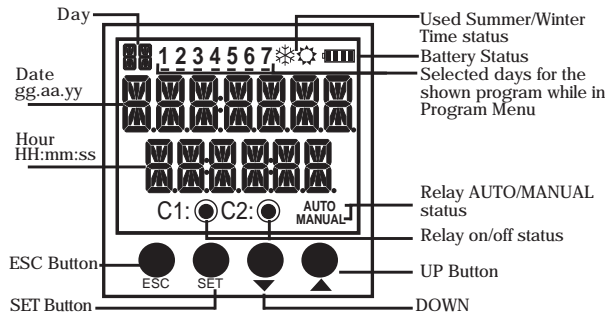 Day
Used Summer/Winter
Time status
1 2 3 4 5 6 7
Battery Status
Selected days for the
shown program while in
Program Menu
Date
gg.aa.yy
Hour
HH:mm:ss
C1: C2: AUTO
MANUAL
Relay AUTO/MANUAL
status
Relay on/off status
ESC Button
ESC SET
UP Button
SET Button
DOWN